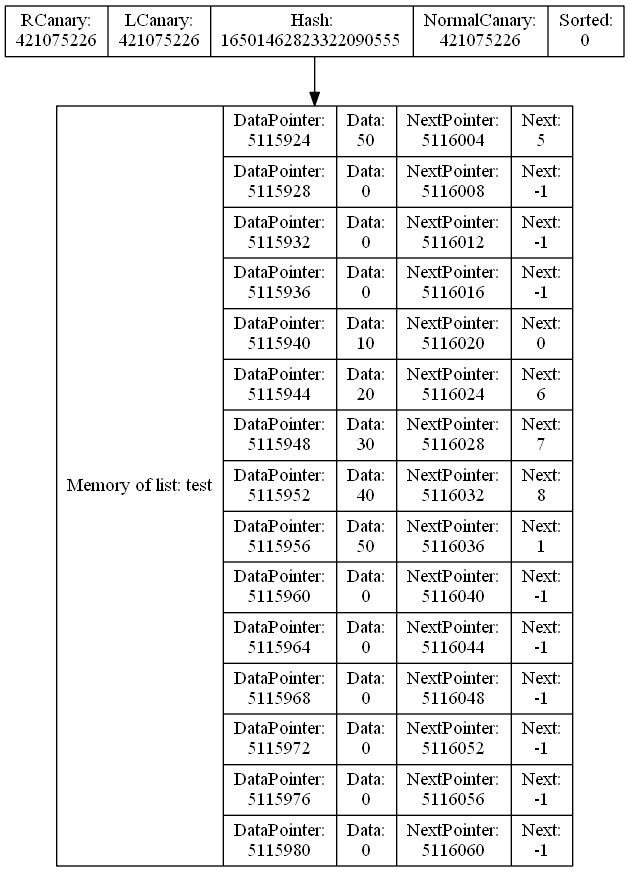 RCanary:
421075226
LCanary:
421075226
Hash:
16501462823322090555
NormalCanary:
421075226
Sorted:
0
Memory of list: test
DataPointer:
5115924
Data:
50
NextPointer:
5116004
Next:
5
DataPointer:
5115928
Data:
0
NextPointer:
5116008
Next:
-1
DataPointer:
5115932
Data:
0
NextPointer:
5116012
Next:
-1
DataPointer:
5115936
Data:
0
NextPointer:
5116016
Next:
-1
DataPointer:
5115940
Data:
10
NextPointer:
5116020
Next:
0
DataPointer:
5115944
Data:
20
NextPointer:
5116024
Next:
6
DataPointer:
5115948
Data:
30
NextPointer:
5116028
Next:
7
DataPointer:
5115952
Data:
40
NextPointer:
5116032
Next:
8
DataPointer:
5115956
Data:
50
NextPointer:
5116036
Next:
1
DataPointer:
5115960
Data:
0
NextPointer:
5116040
Next:
-1
DataPointer:
5115964
Data:
0
NextPointer:
5116044
Next:
-1
DataPointer:
5115968
Data:
0
NextPointer:
5116048
Next:
-1
DataPointer:
5115972
Data:
0
NextPointer:
5116052
Next:
-1
DataPointer:
5115976
Data:
0
NextPointer:
5116056
Next:
-1
DataPointer:
5115980
Data:
0
NextPointer:
5116060
Next:
-1